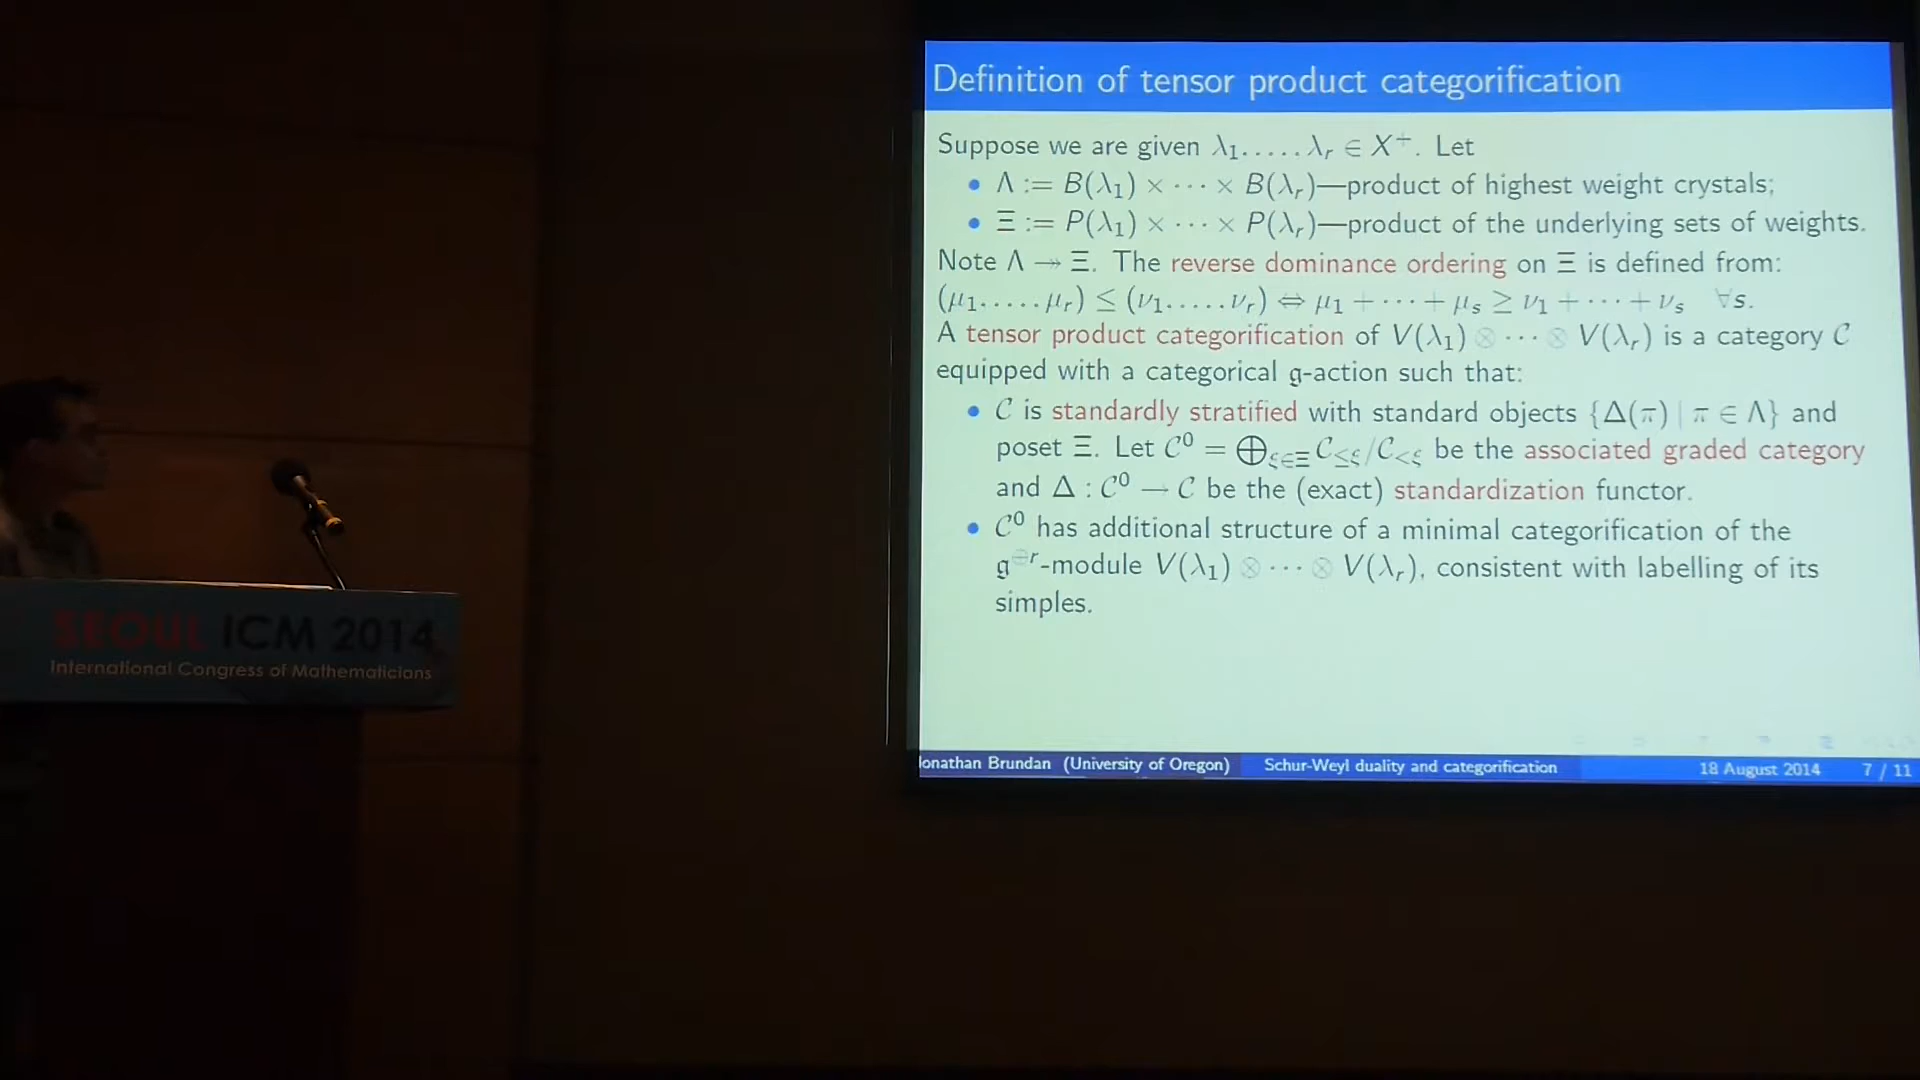 Definition of tensor product categorification
Suppose we are given λ₁.....λᵣ ∈ X⁺. Let
• Λ := B(λ₁) × ⋯ × B(λᵣ)—product of highest weight crystals;
• Ξ := P(λ₁) × ⋯ × P(λᵣ)—product of the underlying sets of weights.
Note Λ ↠ Ξ. The reverse dominance ordering on Ξ is defined from:
(μ₁.....μᵣ) ≤ (ν₁.....νᵣ) ⇔ μ₁ + ⋯ + μₛ ≥ ν₁ + ⋯ + νₛ ∀s.
A tensor product categorification of V(λ₁) ⊗ ⋯ ⊗ V(λᵣ) is a category 𝒞
equipped with a categorical 𝔤-action such that:
• 𝒞 is standardly stratified with standard objects {Δ(π) | π ∈ Λ} and
poset Ξ. Let 𝒞⁰ = ⨁_{ξ∈Ξ} 𝒞_{≤ξ}/𝒞_{<ξ} be the associated graded category
and Δ : 𝒞⁰ → 𝒞 be the (exact) standardization functor.
• 𝒞⁰ has additional structure of a minimal categorification of the
𝔤^{⊕r}-module V(λ₁) ⊗ ⋯ ⊗ V(λᵣ), consistent with labelling of its
simples.
Jonathan Brundan (University of Oregon) Schur-Weyl duality and categorification 18 August 2014 7 / 11
SEOUL ICM 2014
International Congress of Mathematicians